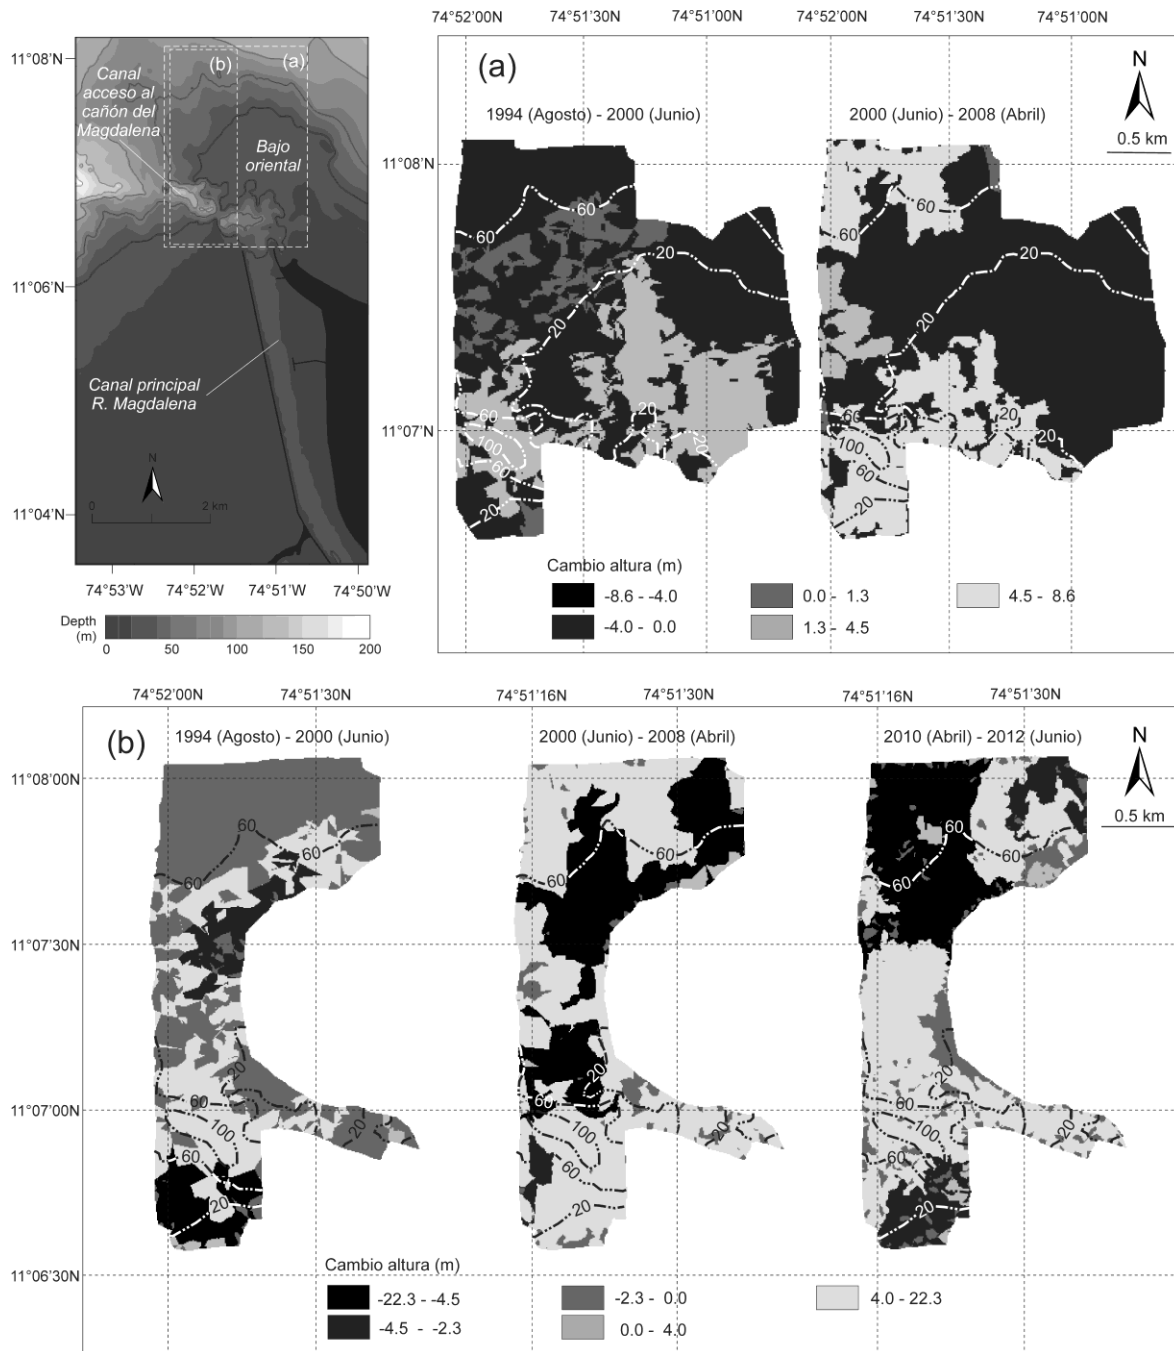 11°08'N
11°06'N
11°04'N
Canal
acceso al
cañón del
Magdalena
(b)
(a)
Bajo
oriental
Canal principal
R. Magdalena
N
0
2 km
74°53'W
74°52'W
74°51'W
74°50'W
Depth
(m)
0
50
100
150
200
74°52'00N
74°51'30N
74°51'00N
74°52'00N
74°51'30N
74°51'00N
(a)
1994 (Agosto) - 2000 (Junio)
2000 (Junio) - 2008 (Abril)
N
0.5 km
11°08'N
11°07'N
60
60
20
20
60
100
60
20
20
20
60
60
20
20
60
100
60
20
20
20
Cambio altura (m)
-8.6 - -4.0
-4.0 - 0.0
0.0 - 1.3
1.3 - 4.5
4.5 - 8.6
74°52'00N
74°51'30N
74°51'16N
74°51'30N
74°51'16N
74°51'30N
(b)
1994 (Agosto) - 2000 (Junio)
2000 (Junio) - 2008 (Abril)
2010 (Abril) - 2012 (Junio)
N
0.5 km
11°08'00N
11°07'30N
11°07'00N
11°06'30N
60
60
60
20
60
100
60
20
20
60
60
20
60
100
60
20
20
60
60
60
20
60
100
60
20
20
Cambio altura (m)
-22.3 - -4.5
-4.5 - -2.3
-2.3 - 0.0
0.0 - 4.0
4.0 - 22.3